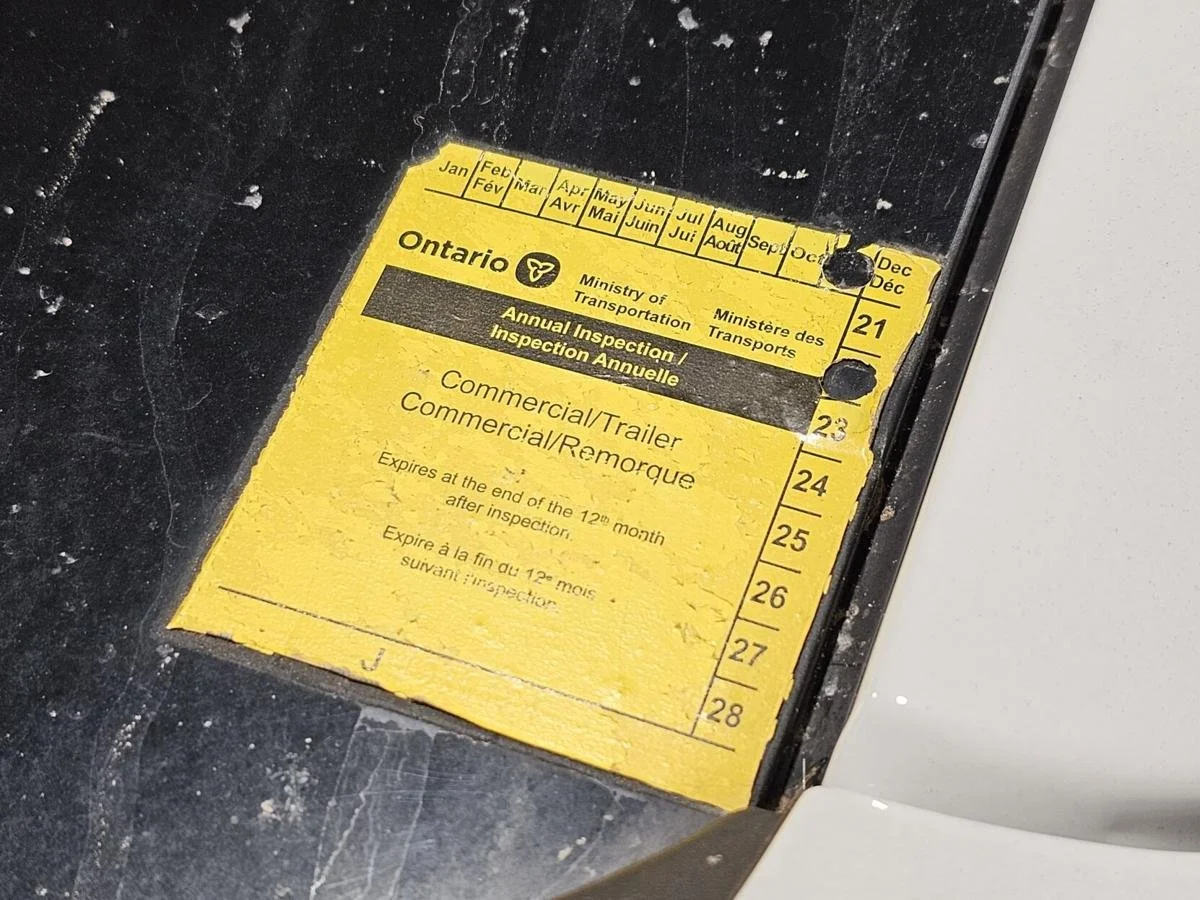 Jan Feb Mar Apr May Jun Jul Aug Sept Oct Dec
Fév Avr Mai Juin Jui Août Déc
Ontario
Ministry of
Transportation
Ministère des
Transports
Annual Inspection /
Inspection Annuelle
Commercial/Trailer
Commercial/Remorque
Expires at the end of the 12th month
after inspection.
Expire à la fin du 12e mois
suivant l'inspection.
J
21
23
24
25
26
27
28